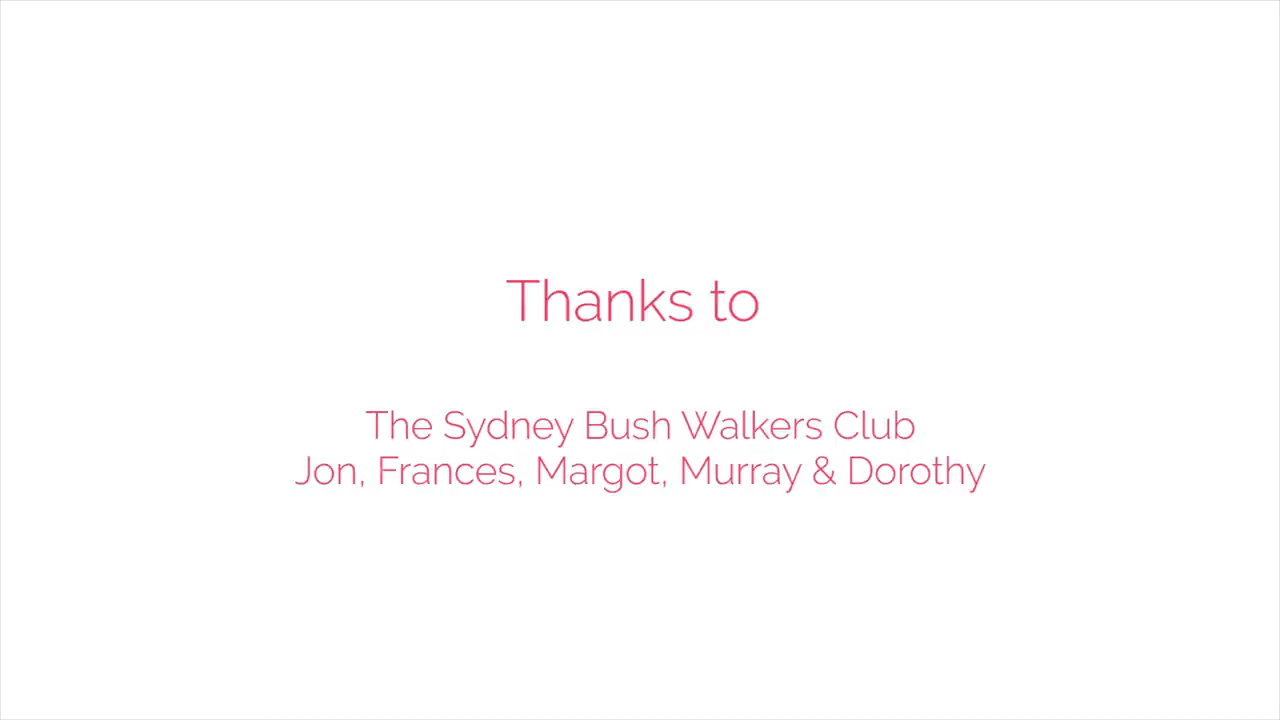 Thanks to
The Sydney Bush Walkers Club
Jon, Frances, Margot, Murray & Dorothy